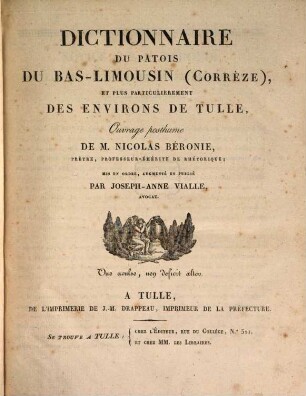 DICTIONNAIRE
DU PATOIS
DU BAS-LIMOUSIN (CORRÈZE),
ET PLUS PARTICULIÈREMENT
DES ENVIRONS DE TULLE,
Ouvrage posthume
DE M. NICOLAS BÉRONIE,
PRÊTRE, PROFESSEUR-ÉMÉRITE DE RHÉTORIQUE;
MIS EN ORDRE, AUGMENTÉ ET PUBLIÉ
PAR JOSEPH-ANNE VIALLE,
AVOCAT.
Uno avulso, non deficit alter.
A TULLE,
DE L'IMPRIMERIE DE J.-M. DRAPPEAU, IMPRIMEUR DE LA PRÉFECTURE.
SE TROUVE A TULLE, { CHEZ L'ÉDITEUR, RUE DU COLLÉGE,
ET CHEZ MM. LES LIBRAIRES.